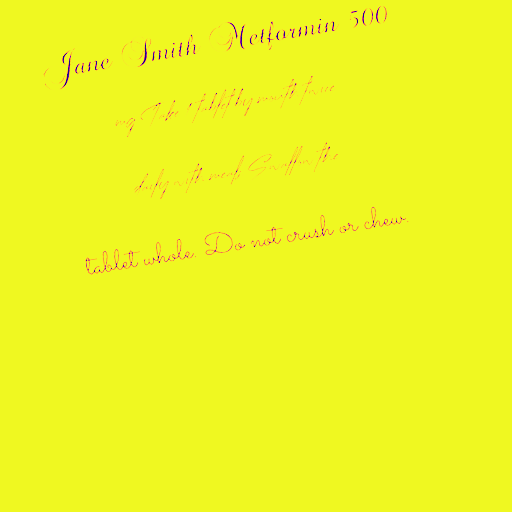 Jane Smith Metformin 500
mg Take 1 tablet by mouth twice
daily with meals Swallow the
tablet whole. Do not crush or chew.